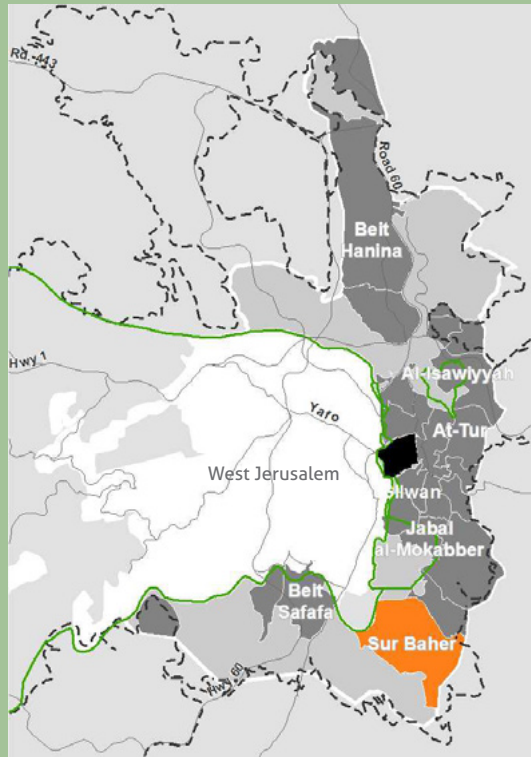 Rd. 443
Road 60
Beit
Hanina
Hwy 1
Al-Isawiyyah
Yafo
At-Tur
West Jerusalem
Silwan
Jabal
al-Mokabber
Beit
Safafa
Sur Baher
Hwy 60